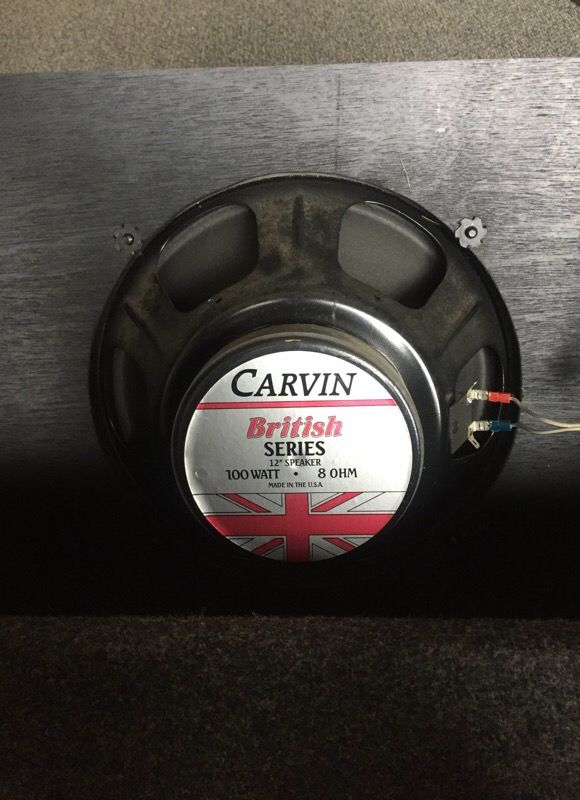 CARVIN
British
SERIES
12" SPEAKER
100 WATT • 8 OHM
MADE IN THE U.S.A.